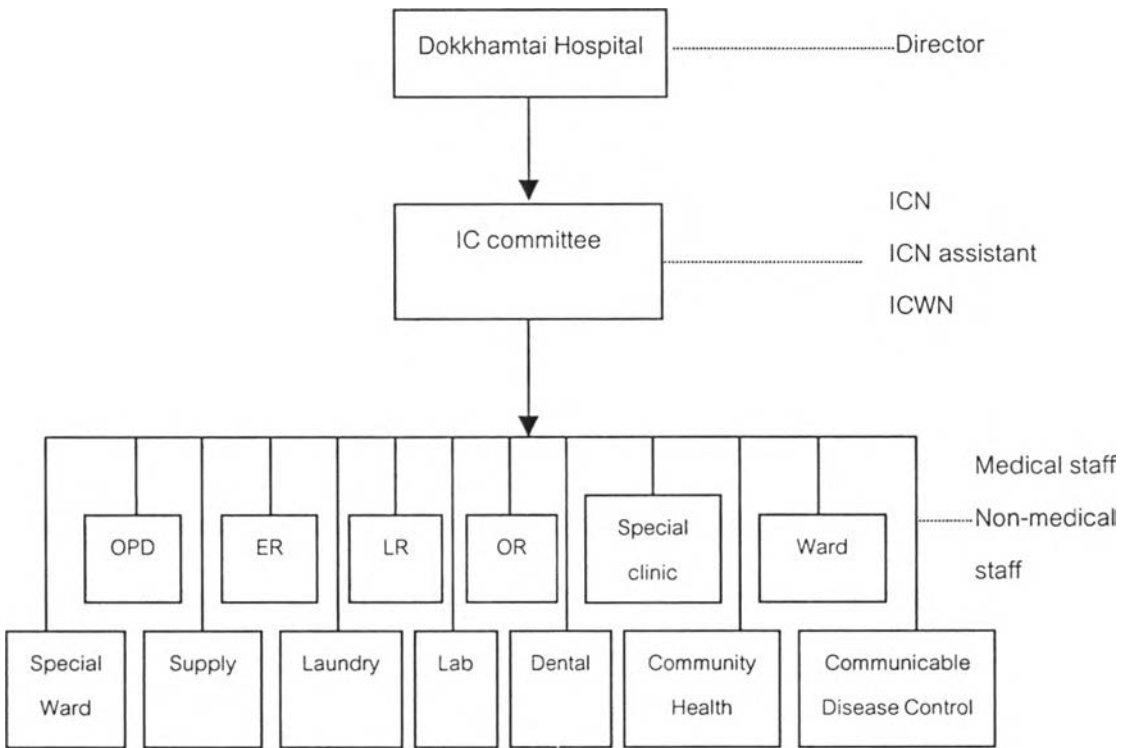 Dokkhamtai Hospital
Director
IC committee
ICN
ICN assistant
ICWN
Medical staff
Non-medical
staff
OPD
ER
LR
OR
Special
clinic
Ward
Special
Ward
Supply
Laundry
Lab
Dental
Community
Health
Communicable
Disease Control